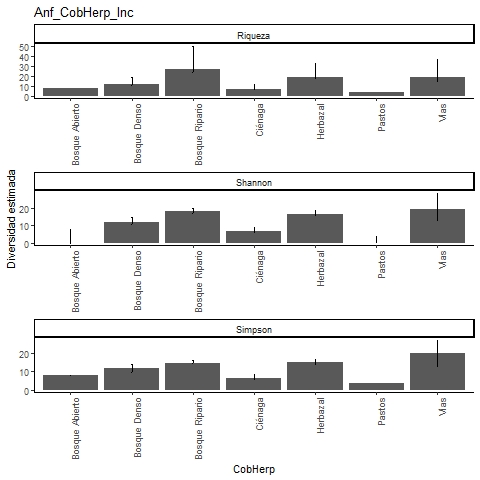 Anf_CobHerp_Inc
Riqueza
50
40
30
20
10
0
Bosque Abierto
Bosque Denso
Bosque Ripario
Ciénaga
Herbazal
Pastos
Vías
Diversidad estimada
Shannon
20
10
0
Bosque Abierto
Bosque Denso
Bosque Ripario
Ciénaga
Herbazal
Pastos
Vías
Simpson
20
10
0
Bosque Abierto
Bosque Denso
Bosque Ripario
Ciénaga
Herbazal
Pastos
Vías
CobHerp